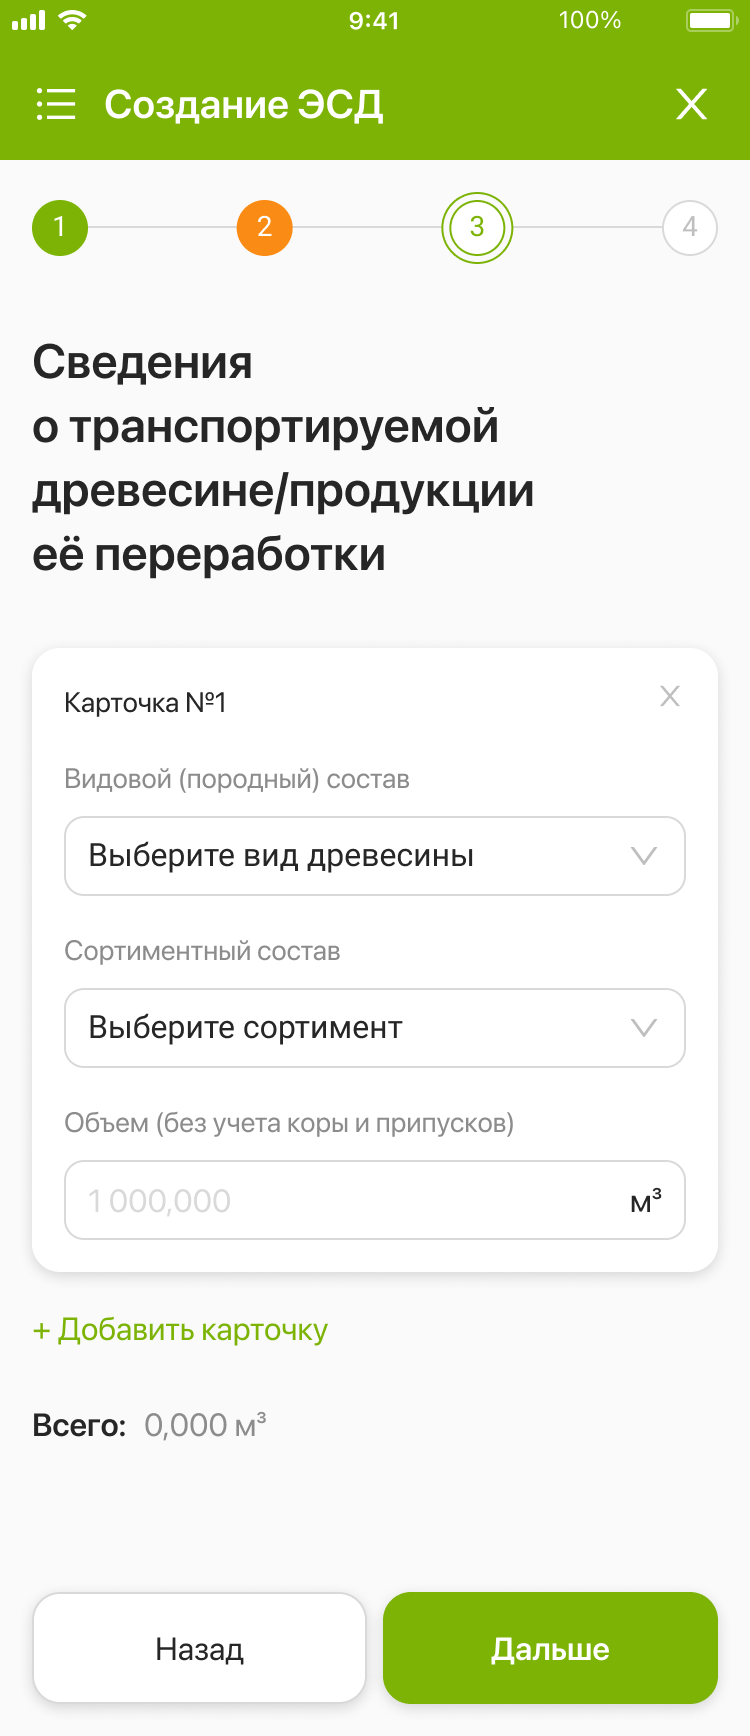 9:41
100%
Создание ЭСД
1
2
3
4
Сведения
о транспортируемой
древесине/продукции
её переработки
Карточка №1
Видовой (породный) состав
Выберите вид древесины
Сортиментный состав
Выберите сортимент
Объем (без учета коры и припусков)
1 000,000 м³
+ Добавить карточку
Всего: 0,000 м³
Назад
Дальше